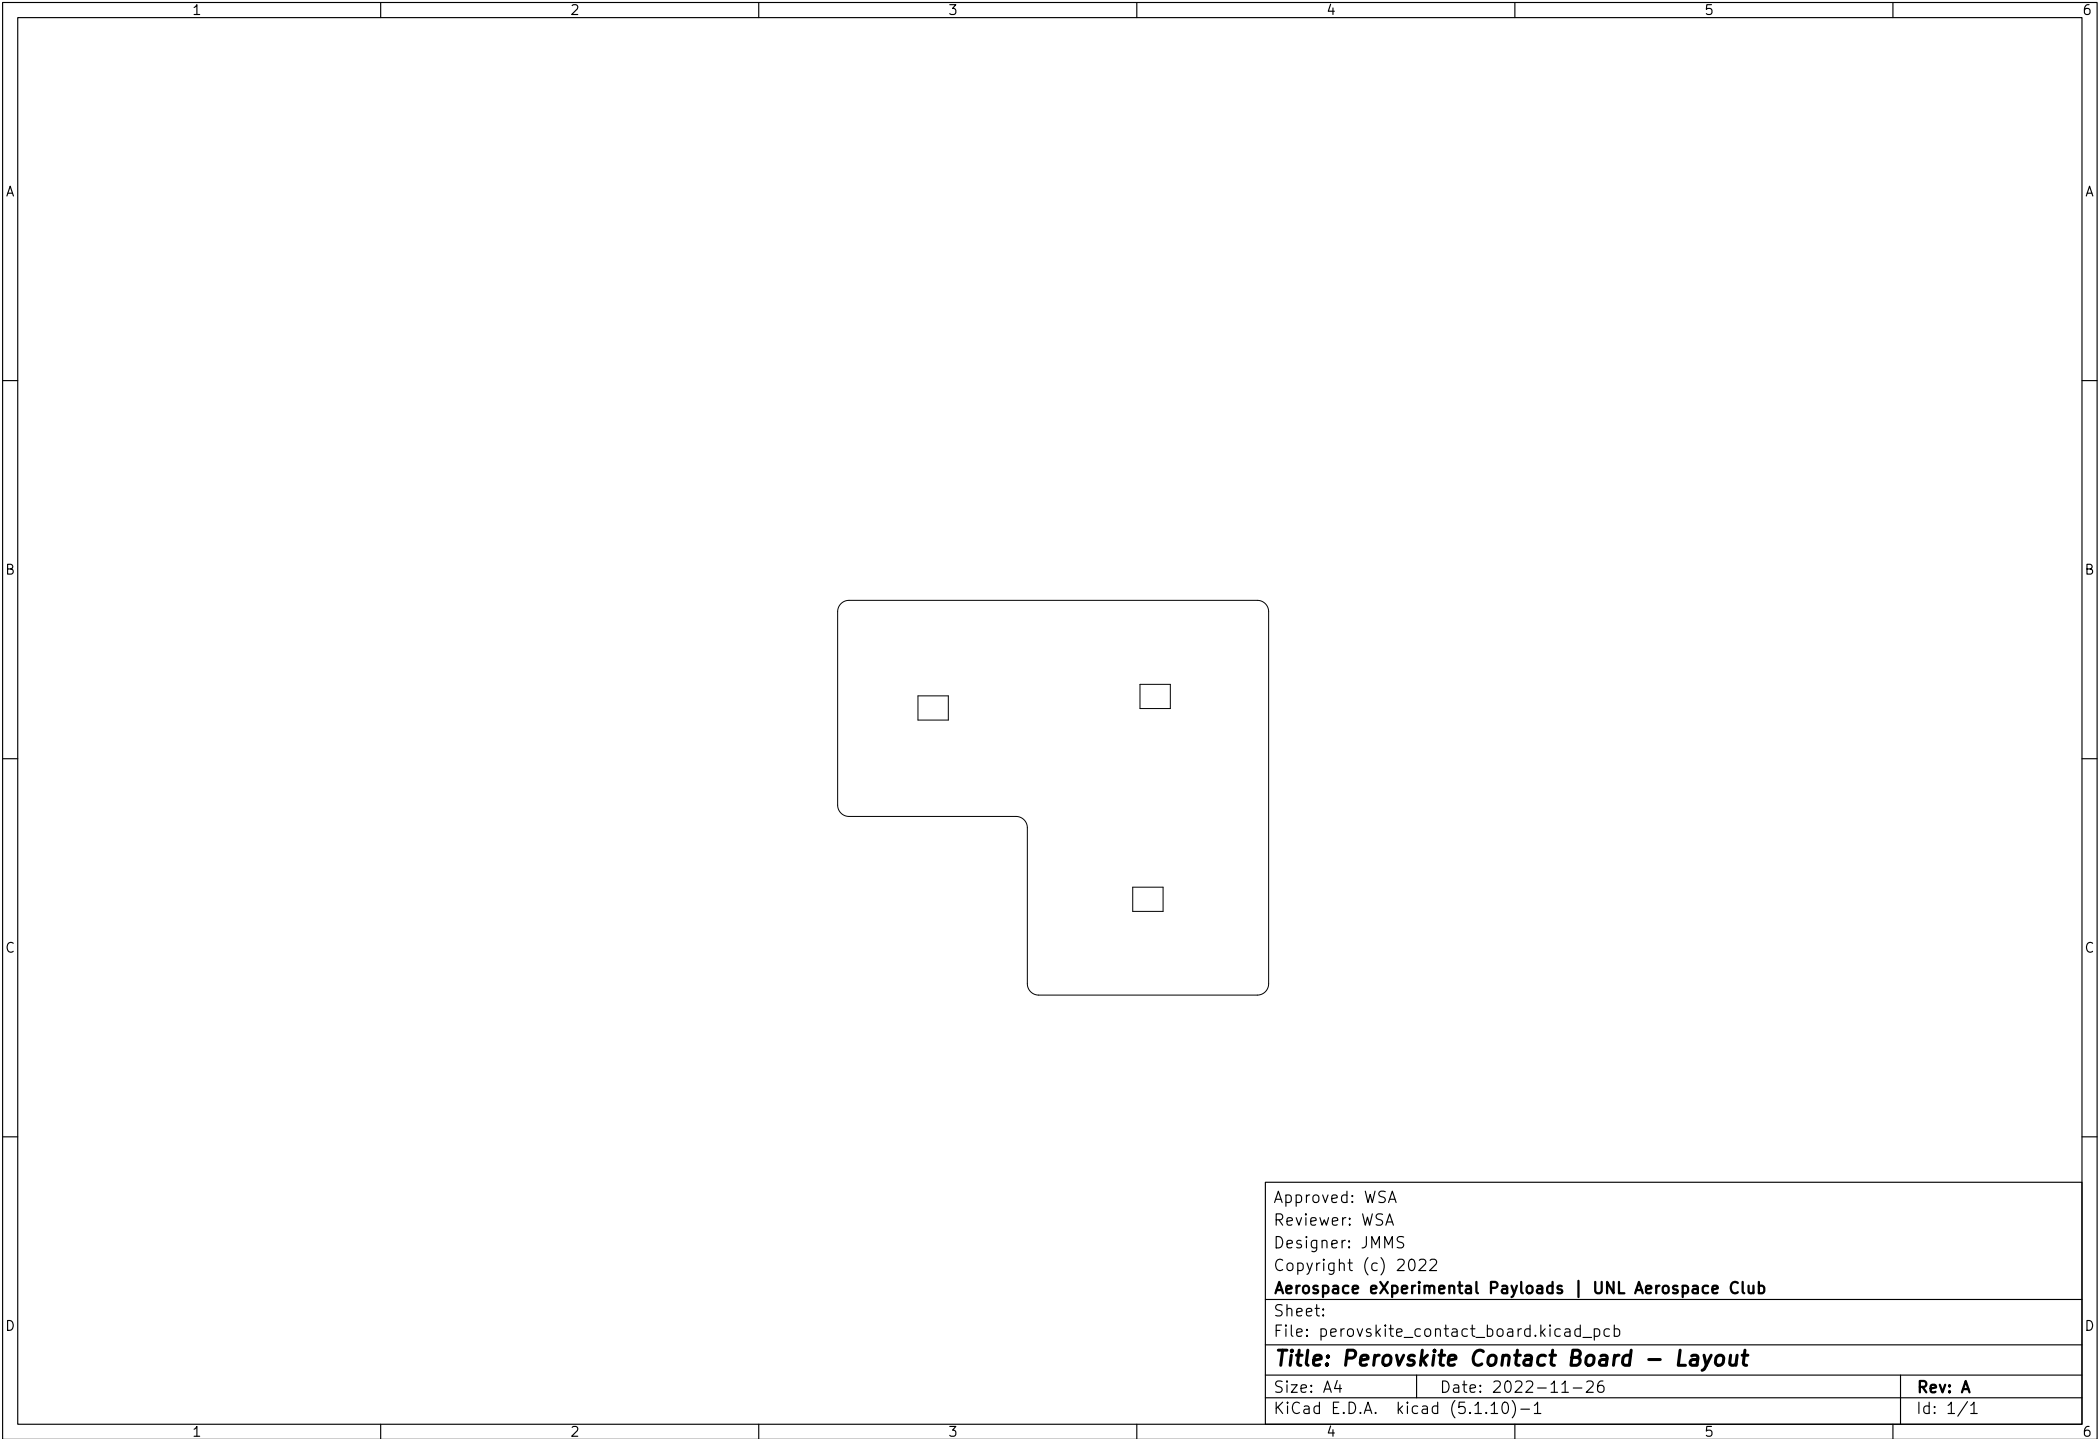 1 2 3 4 5 6
A A
B B
C C
Approved: WSA
Reviewer: WSA
Designer: JMMS
Copyright (c) 2022
Aerospace eXperimental Payloads | UNL Aerospace Club
Sheet:
File: perovskite_contact_board.kicad_pcb
D D
Title: Perovskite Contact Board – Layout
Size: A4 Date: 2022–11–26 Rev: A
KiCad E.D.A. kicad (5.1.10)–1 Id: 1/1
1 2 3 4 5 6